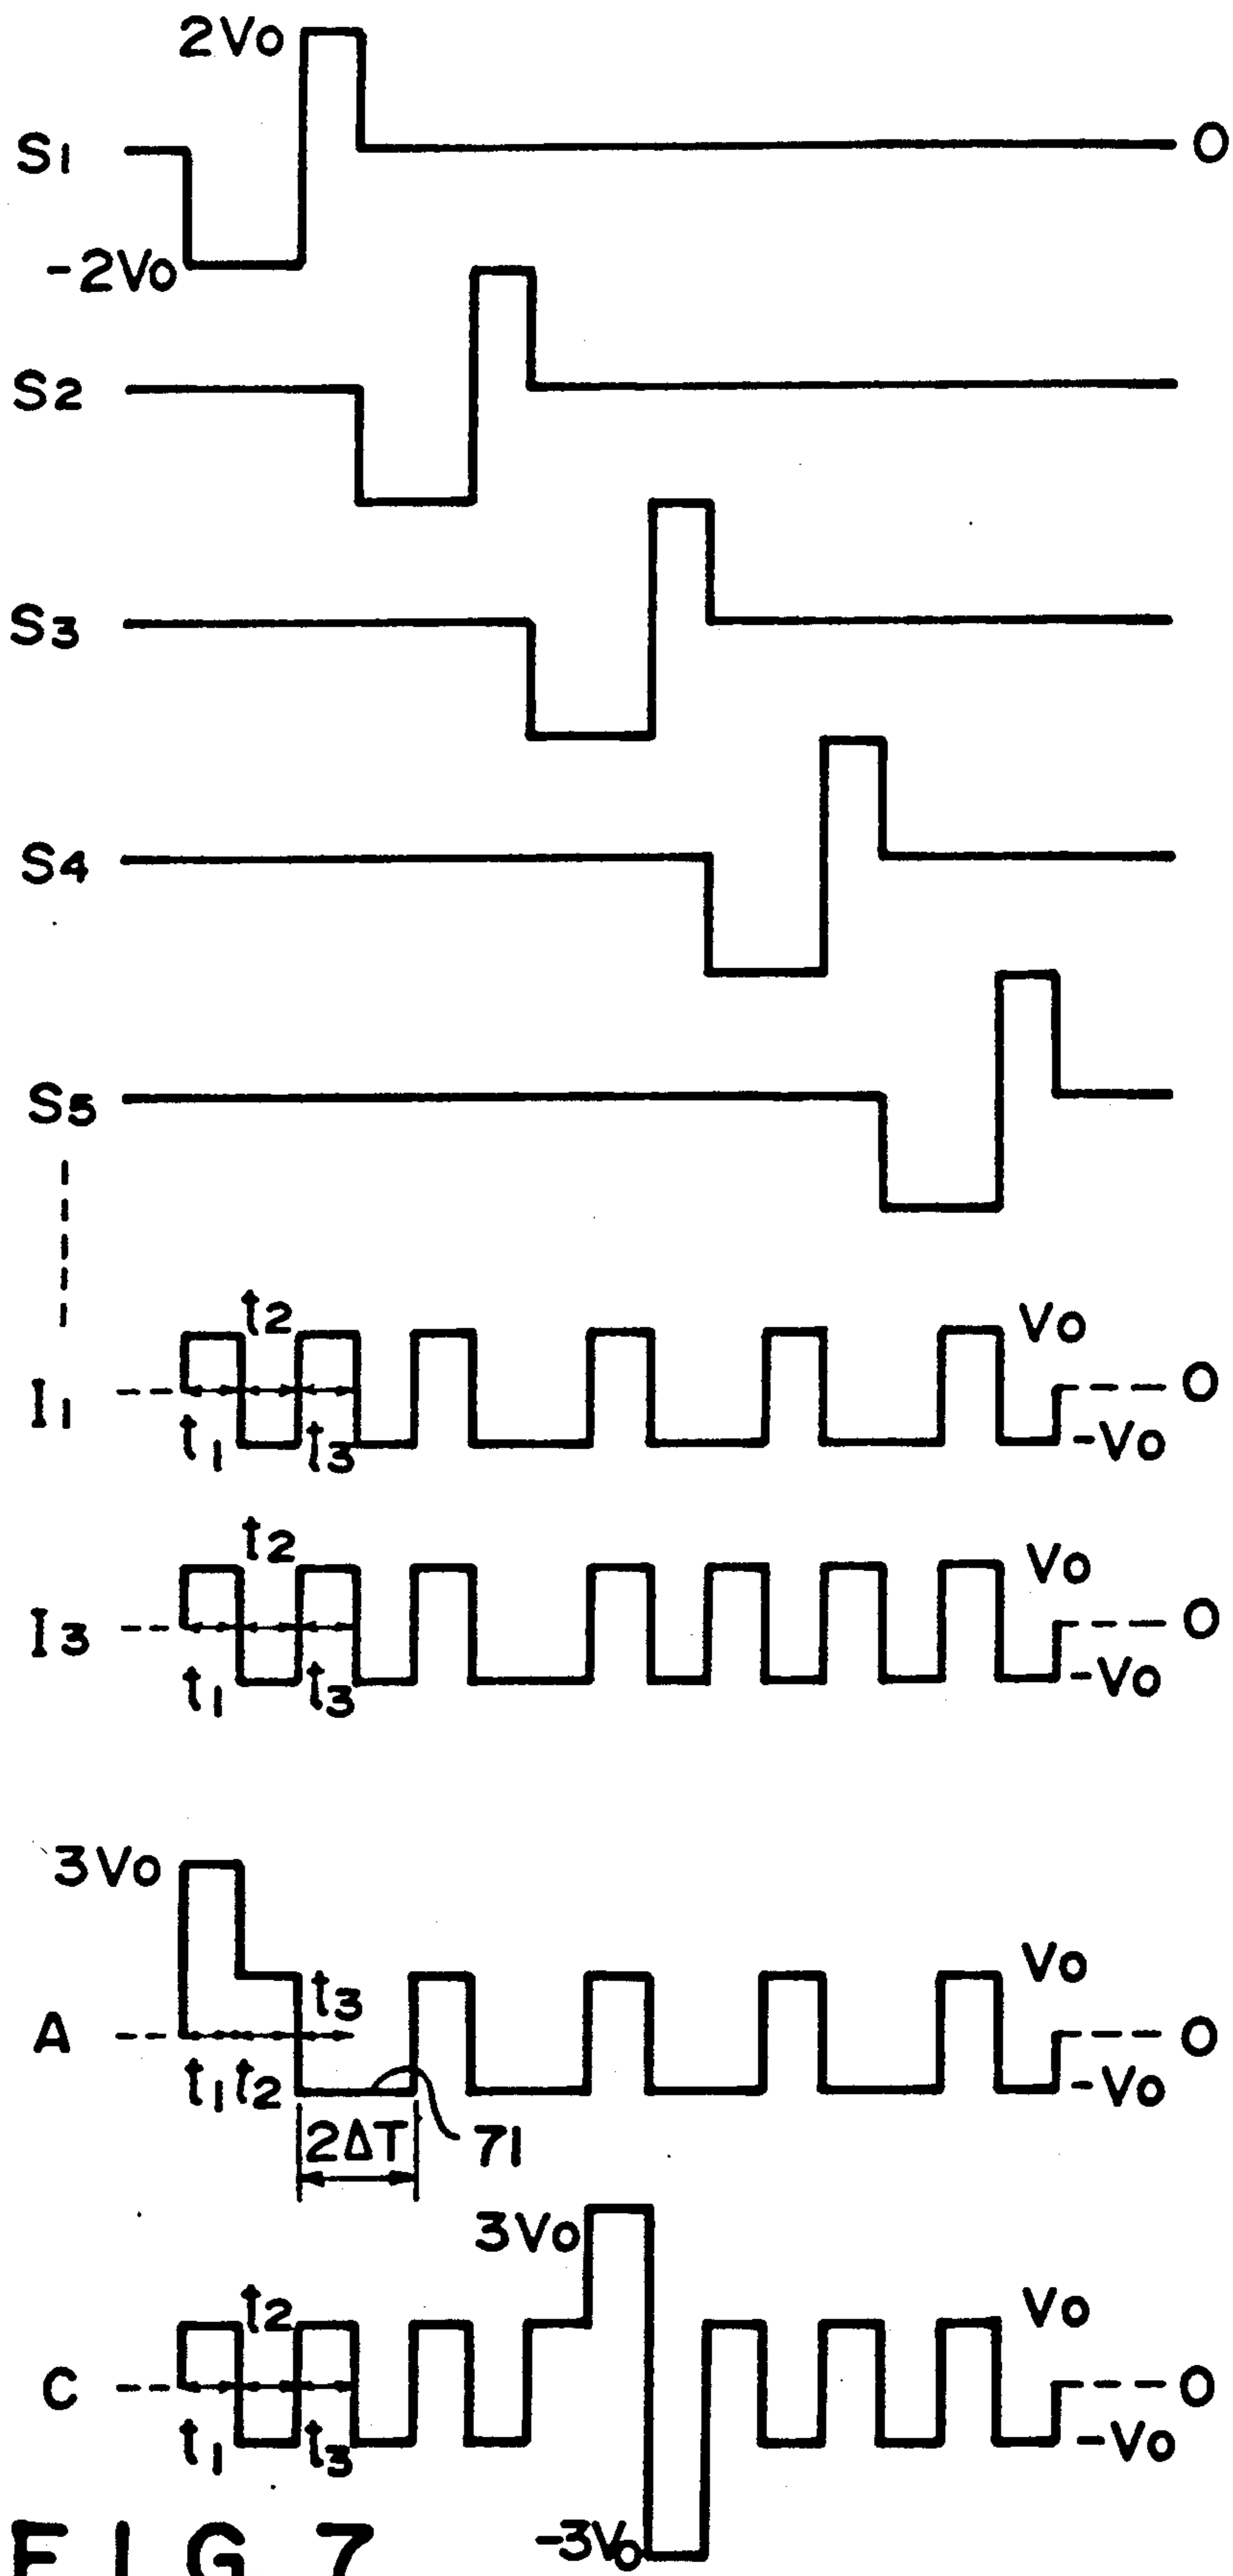 2Vo
S1 0
-2Vo
S2
S3
S4
S5
t2 Vo
I1 0
t1 t3 -Vo
t2 Vo
I3 0
t1 t3 -Vo
3Vo
t3 Vo
A 0
t1 t2 -Vo
2ΔT 71
3Vo
t2 Vo
C 0
t1 t3 -Vo
-3Vo
FIG. 7